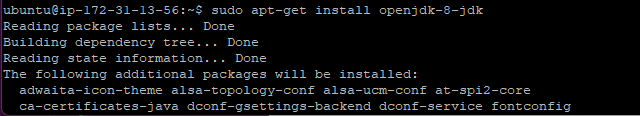 ubuntu@ip-172-31-13-56:~$ sudo apt-get install openjdk-8-jdk
Reading package lists... Done
Building dependency tree... Done
Reading state information... Done
The following additional packages will be installed:
  adwaita-icon-theme alsa-topology-conf alsa-ucm-conf at-spi2-core
  ca-certificates-java dconf-gsettings-backend dconf-service fontconfig